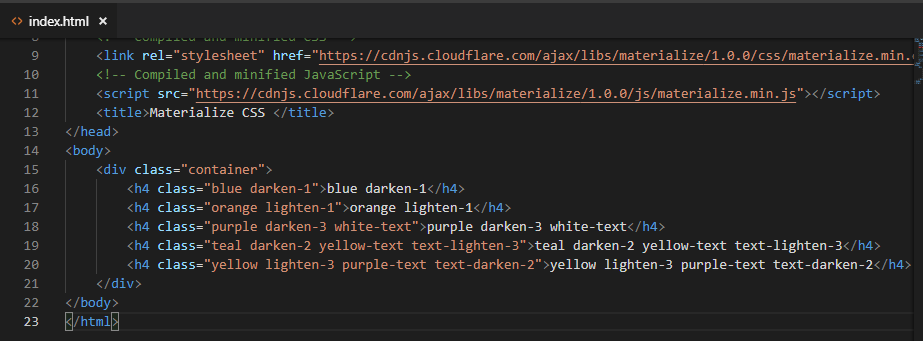 index.html
8 <!-- Compiled and minified CSS -->
9 <link rel="stylesheet" href="https://cdnjs.cloudflare.com/ajax/libs/materialize/1.0.0/css/materialize.min.
10 <!-- Compiled and minified JavaScript -->
11 <script src="https://cdnjs.cloudflare.com/ajax/libs/materialize/1.0.0/js/materialize.min.js"></script>
12 <title>Materialize CSS </title>
13 </head>
14 <body>
15 <div class="container">
16 <h4 class="blue darken-1">blue darken-1</h4>
17 <h4 class="orange lighten-1">orange lighten-1</h4>
18 <h4 class="purple darken-3 white-text">purple darken-3 white-text</h4>
19 <h4 class="teal darken-2 yellow-text text-lighten-3">teal darken-2 yellow-text text-lighten-3</h4>
20 <h4 class="yellow lighten-3 purple-text text-darken-2">yellow lighten-3 purple-text text-darken-2</h4>
21 </div>
22 </body>
23 </html>